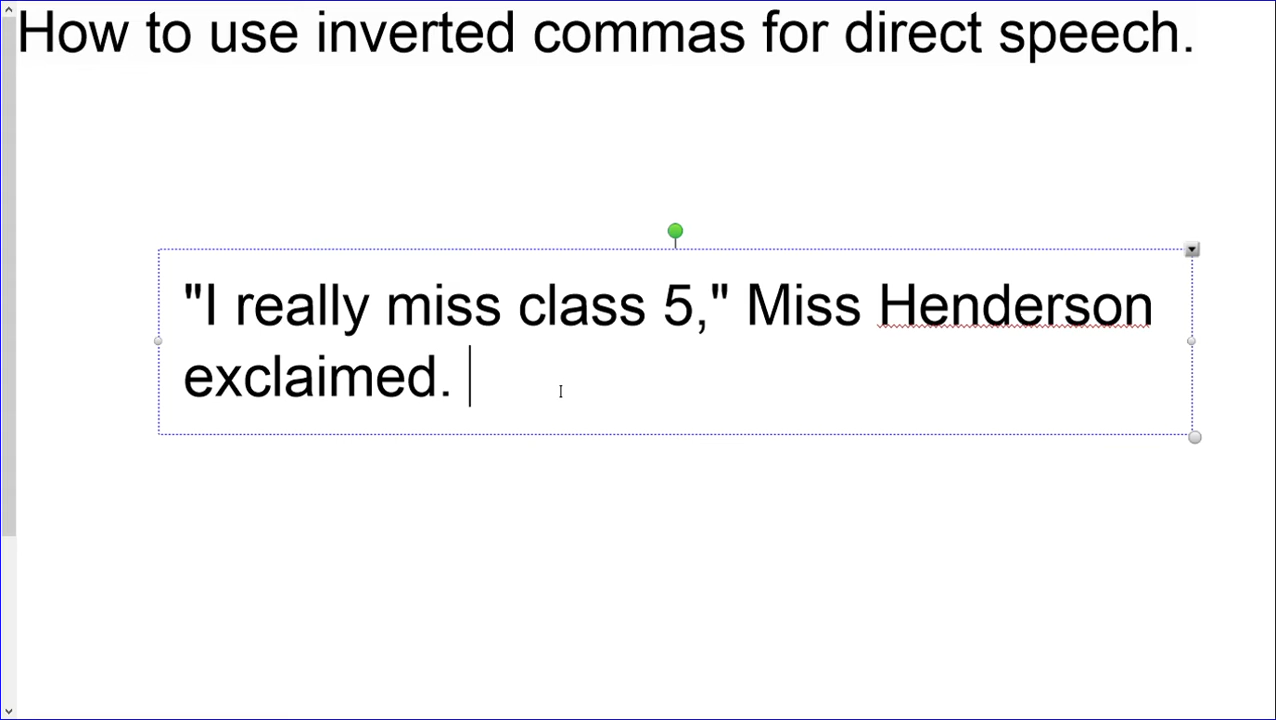 How to use inverted commas for direct speech.
"I really miss class 5," Miss Henderson
exclaimed.